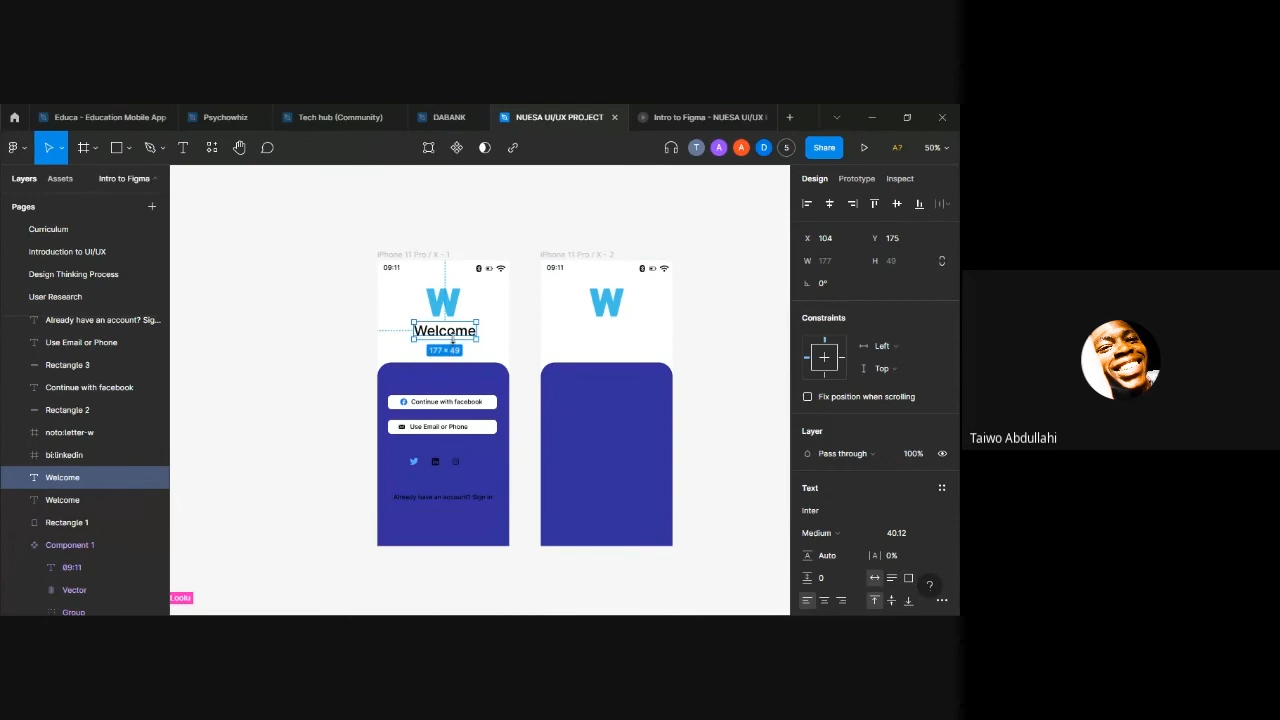 Educa - Education Mobile App
Psychowhiz
Tech hub (Community)
DABANK
NUESA UI/UX PROJECT
Intro to Figma - NUESA UI/UX
T A A D 5
Share
A?
50%
Layers Assets Intro to Figma
Pages
Curriculum
Introduction to UI/UX
Design Thinking Process
User Research
Already have an account? Sig...
Use Email or Phone
Rectangle 3
Continue with facebook
Rectangle 2
noto:letter-w
bi:linkedin
Welcome
Welcome
Rectangle 1
Component 1
09:11
Vector
Group
iPhone 11 Pro / X - 1
09:11
W
Welcome
177 × 49
Continue with facebook
Use Email or Phone
Already have an account? Sign in
iPhone 11 Pro / X - 2
09:11
W
Design Prototype Inspect
X 104 Y 175
W 177 H 49
0°
Constraints
Left
Top
Fix position when scrolling
Layer
Pass through 100%
Text
Inter
Medium 40.12
Auto |A| 0%
0
?
Taiwo Abdullahi